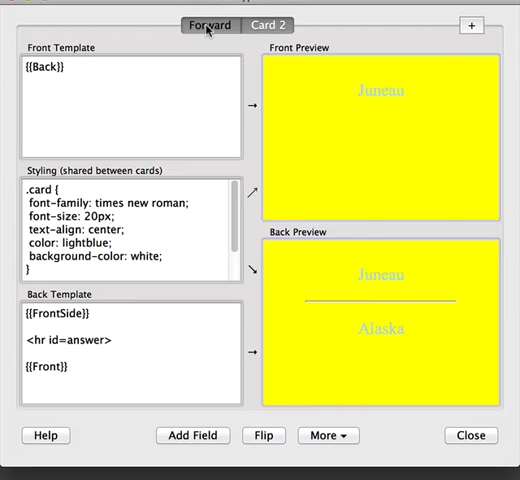 Forward Card 2
+
Front Template
{{Back}}
Front Preview
Juneau
Styling (shared between cards)
.card {
font-family: times new roman;
font-size: 20px;
text-align: center;
color: lightblue;
background-color: white;
}
Back Template
{{FrontSide}}
<hr id=answer>
{{Front}}
Back Preview
Juneau
Alaska
Help Add Field Flip More Close